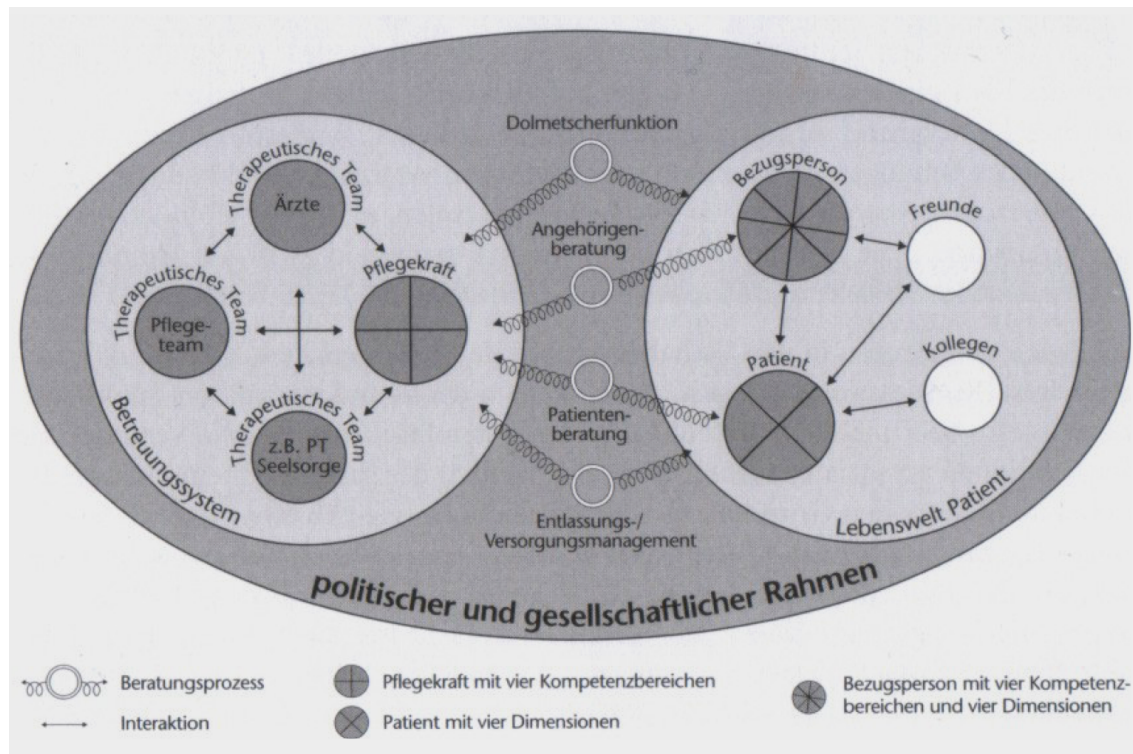 Dolmetscherfunktion
Therapeutisches Team
Ärzte
Bezugsperson
Freunde
Angehörigen-
beratung
Therapeutisches Team
Pflege-
team
Pflegekraft
Patient
Kollegen
Patienten-
beratung
Therapeutisches Team
z.B. PT
Seelsorge
Betreuungssystem
Entlassungs-/
Versorgungsmanagement
Lebenswelt Patient
politischer und gesellschaftlicher Rahmen
Beratungsprozess
Interaktion
Pflegekraft mit vier Kompetenzbereichen
Patient mit vier Dimensionen
Bezugsperson mit vier Kompetenz-
bereichen und vier Dimensionen